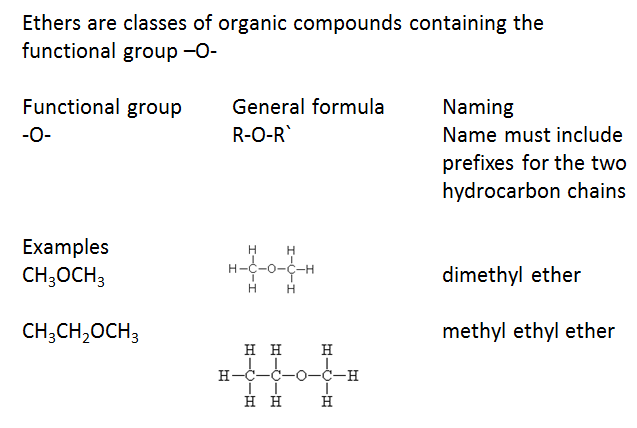 Ethers are classes of organic compounds containing the
functional group –O-
Functional group General formula Naming
-O- R-O-R` Name must include
prefixes for the two
hydrocarbon chains
Examples
CH₃OCH₃ dimethyl ether
H H
H-C-O-C-H
H H
CH₃CH₂OCH₃ methyl ethyl ether
H H H
H-C-C-O-C-H
H H H